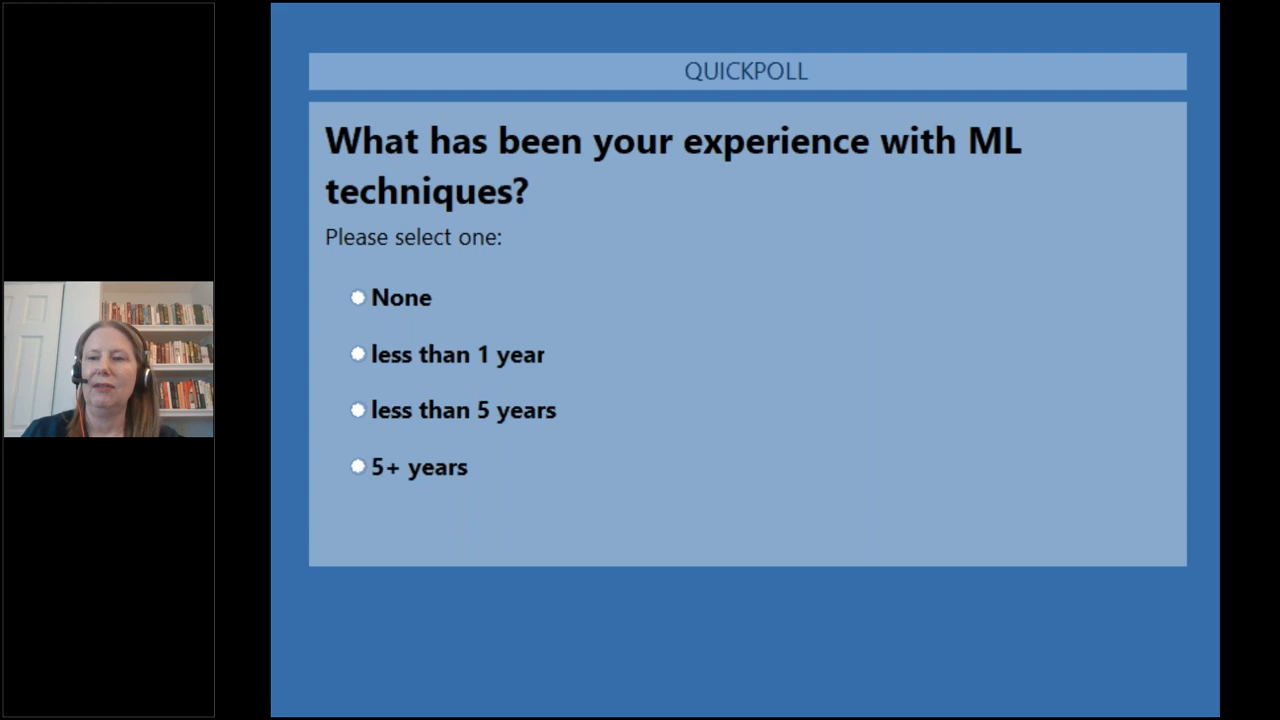 QUICKPOLL
What has been your experience with ML
techniques?
Please select one:
None
less than 1 year
less than 5 years
5+ years